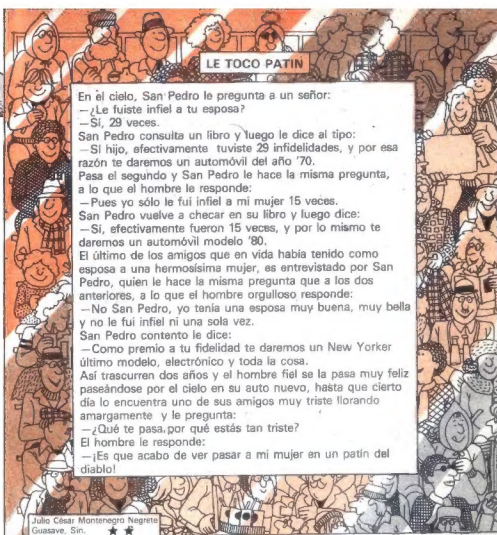 LE TOCO PATIN
En el cielo, San Pedro le pregunta a un señor:
—¿Le fuiste infiel a tu esposa?
—Sí, 29 veces.
San Pedro consulta un libro y luego le dice al tipo:
—SI hijo, efectivamente tuviste 29 infidelidades, y por esa
razón te daremos un automóvil del año '70.
Pasa el segundo y San Pedro le hace la misma pregunta,
a lo que el hombre le responde:
—Pues yo sólo le fui infiel a mi mujer 15 veces.
San Pedro vuelve a checar en su libro y luego dice:
—Sí, efectivamente fueron 15 veces, y por lo mismo te
daremos un automóvil modelo '80.
El último de los amigos que en vida había tenido como
esposa a una hermosísima mujer, es entrevistado por San
Pedro, quien le hace la misma pregunta que a los dos
anteriores, a lo que el hombre orgulloso responde:
—No San Pedro, yo tenía una esposa muy buena, muy bella
y no le fui infiel ni una sola vez.
San Pedro contento le dice:
—Como premio a tu fidelidad te daremos un New Yorker
último modelo, electrónico y toda la cosa.
Así trascurren dos años y el hombre fiel se la pasa muy feliz
paseándose por el cielo en su auto nuevo, hasta que cierto
día lo encuentra uno de sus amigos muy triste llorando
amargamente y le pregunta:
—¿Qué te pasa, por qué estás tan triste?
El hombre le responde:
—¡Es que acabo de ver pasar a mi mujer en un patín del
diablo!
Julio César Montenegro Negrete
Guasave, Sin.